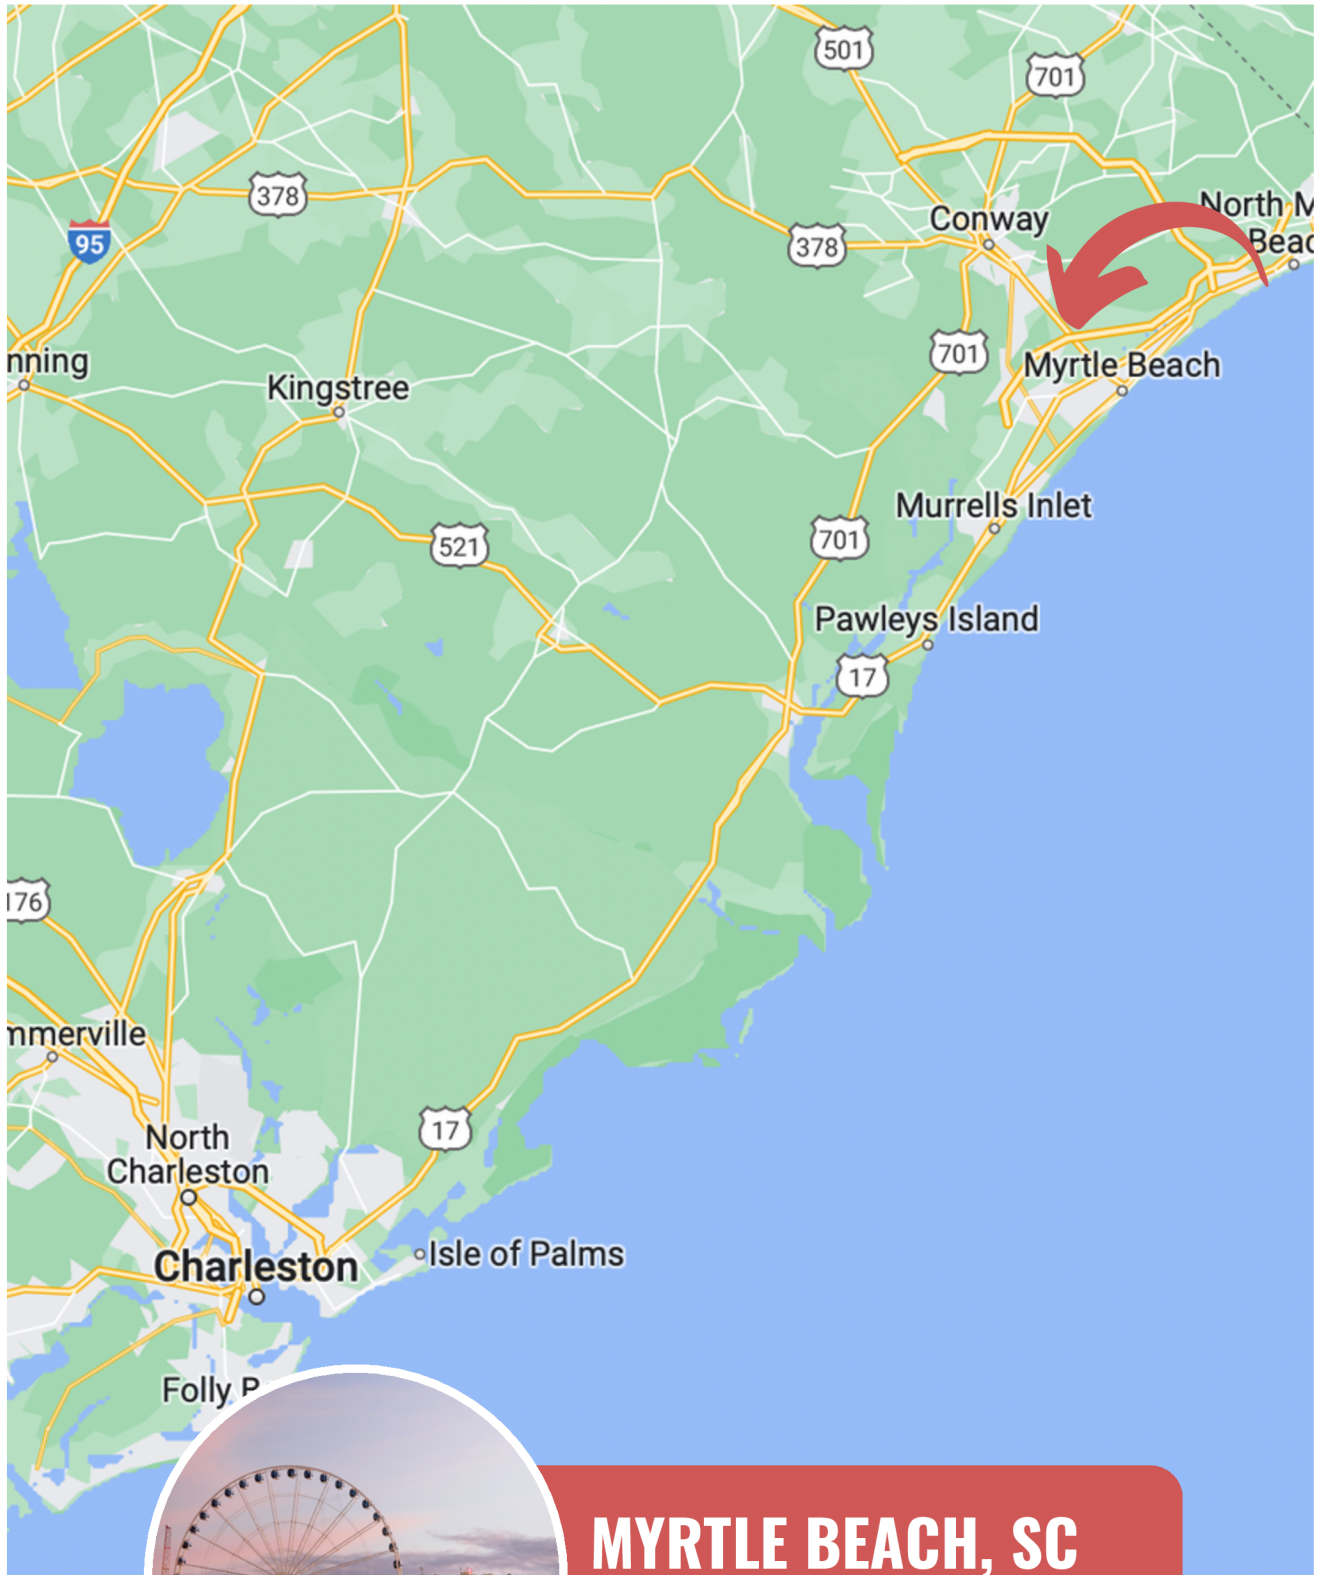 501
701
378
95
Conway
378
North M
Beac
701
nning
Kingstree
Myrtle Beach
Murrells Inlet
521
701
Pawleys Island
17
176
mmerville
17
North
Charleston
Isle of Palms
Charleston
Folly
MYRTLE BEACH, SC